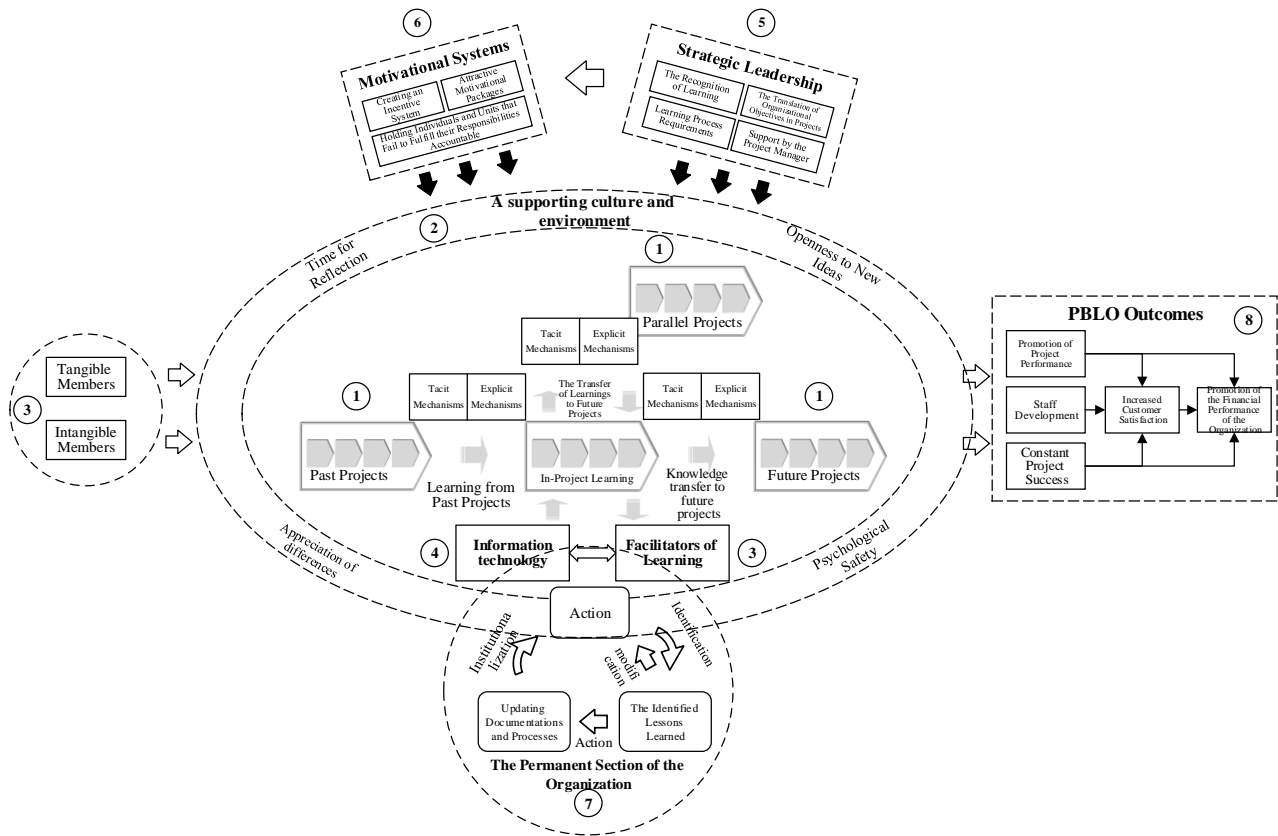 6
5
Motivational Systems
Creating an
Incentive
System
Attractive
Motivational
Packages
Holding Individuals and Units that
Fail to Fulfill their Responsibilities
Accountable
Strategic Leadership
The Recognition
of Learning
The Translation of
Organizational
Objectives in Projects
Learning Process
Requirements
Support by the
Project Manager
A supporting culture and
environment
2
Time for
Reflection
Openness to New
Ideas
1
Parallel Projects
Tacit
Mechanisms
Explicit
Mechanisms
Tacit
Mechanisms
Explicit
Mechanisms
The Transfer
of Learnings
to Future
Projects
Tacit
Mechanisms
Explicit
Mechanisms
1
1
Past Projects
In-Project Learning
Future Projects
Learning from
Past Projects
Knowledge
transfer to
future
projects
3
Tangible
Members
Intangible
Members
PBLO Outcomes
8
Promotion of
Project
Performance
Staff
Development
Constant
Project
Success
Increased
Customer
Satisfaction
Promotion of
the Financial
Performance
of the
Organization
Appreciation of
differences
Psychological
Safety
4
Information
technology
Facilitators of
Learning
3
Action
Institutiona
lization
modifi
cation
Identification
Updating
Documentations
and Processes
Action
The Identified
Lessons
Learned
The Permanent Section of the
Organization
7